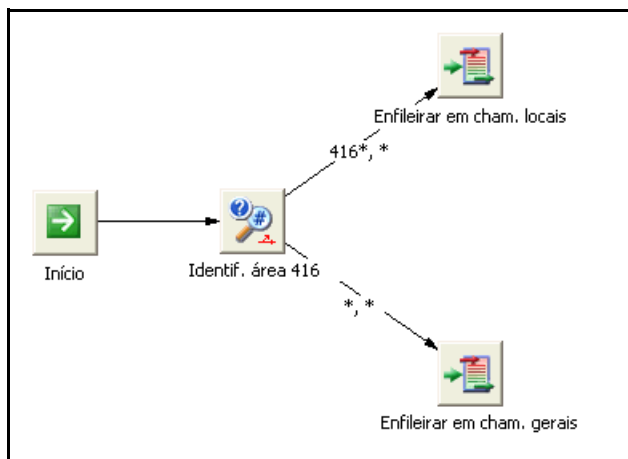 Enfileirar em cham. locais
416*, *
Início
? #
Identif. área 416
*, *
Enfileirar em cham. gerais